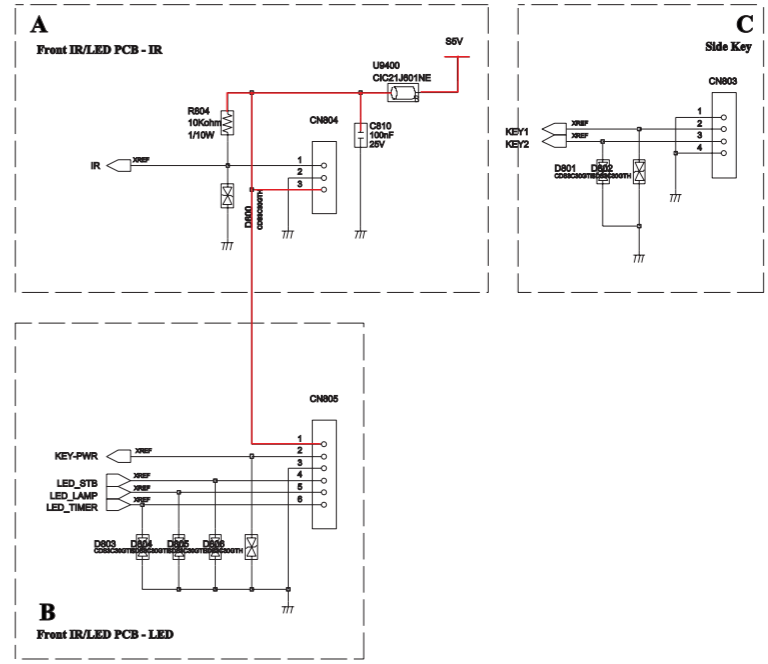 A
Front IR/LED PCB - IR
S5V
U9400
CIC21J601NE
R804
10Kohm
1/10W
CN804
C810
100nF
25V
IR
XREF
1
2
3
D800
CDS3C30GTH
C
Side Key
CN803
KEY1
XREF
KEY2
XREF
1
2
3
4
D801
D802
CDS3C30GTH
CN805
KEY-PWR
XREF
LED_STB
XREF
LED_LAMP
XREF
LED_TIMER
XREF
1
2
3
4
5
6
D803
D804
D805
D806
CDS3C30GTH
B
Front IR/LED PCB - LED